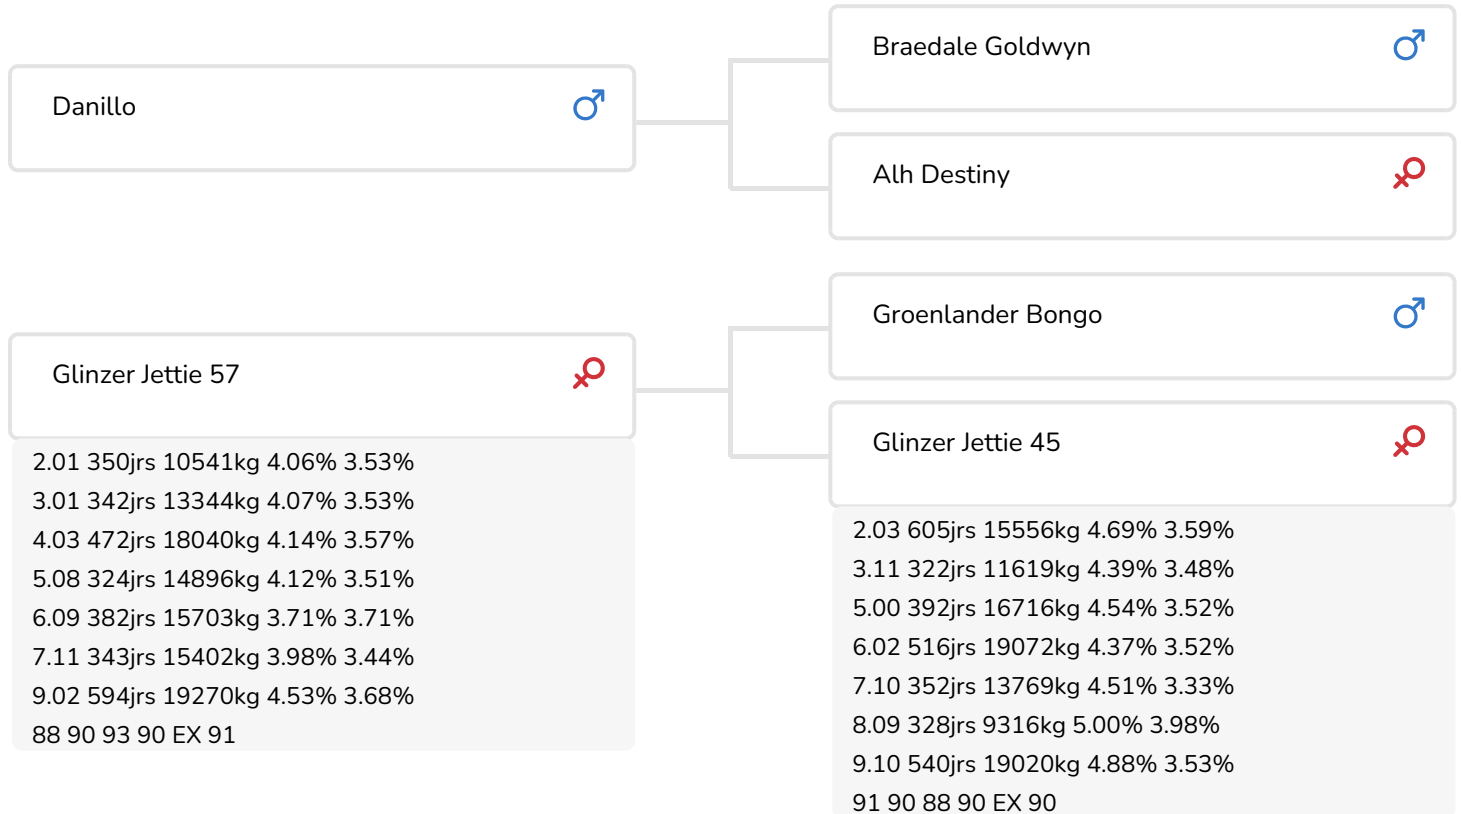 Danillo
Braedale Goldwyn
Alh Destiny
Glinzer Jettie 57
2.01 350jrs 10541kg 4.06% 3.53%
3.01 342jrs 13344kg 4.07% 3.53%
4.03 472jrs 18040kg 4.14% 3.57%
5.08 324jrs 14896kg 4.12% 3.51%
6.09 382jrs 15703kg 3.71% 3.71%
7.11 343jrs 15402kg 3.98% 3.44%
9.02 594jrs 19270kg 4.53% 3.68%
88 90 93 90 EX 91
Groenlander Bongo
Glinzer Jettie 45
2.03 605jrs 15556kg 4.69% 3.59%
3.11 322jrs 11619kg 4.39% 3.48%
5.00 392jrs 16716kg 4.54% 3.52%
6.02 516jrs 19072kg 4.37% 3.52%
7.10 352jrs 13769kg 4.51% 3.33%
8.09 328jrs 9316kg 5.00% 3.98%
9.10 540jrs 19020kg 4.88% 3.53%
91 90 88 90 EX 90